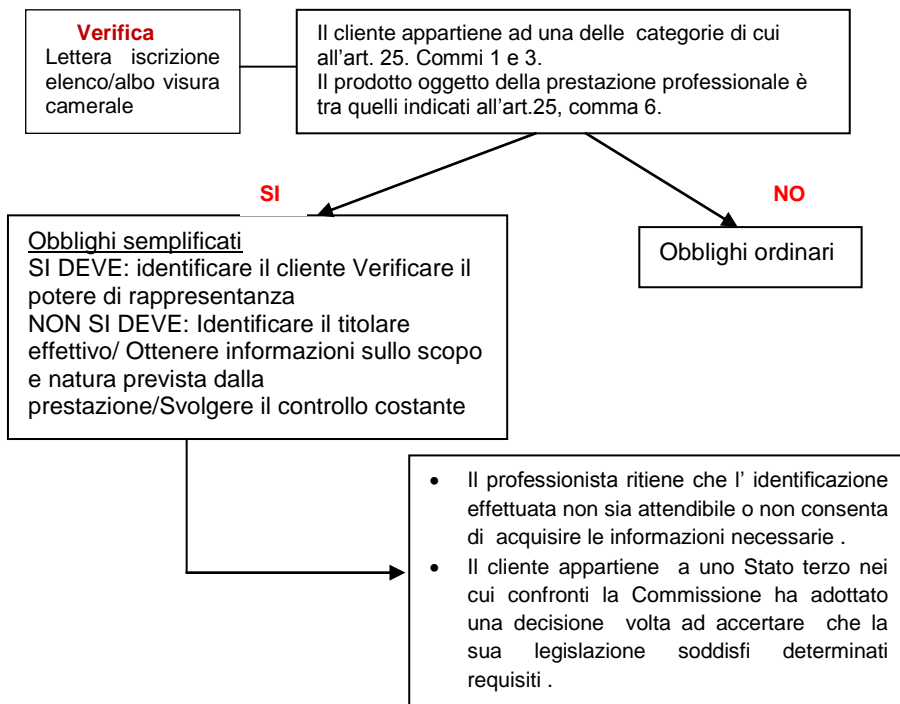 Verifica
Lettera iscrizione
elenco/albo visura
camerale
Il cliente appartiene ad una delle categorie di cui
all'art. 25. Commi 1 e 3.
Il prodotto oggetto della prestazione professionale è
tra quelli indicati all'art.25, comma 6.
SI
NO
Obblighi semplificati
SI DEVE: identificare il cliente Verificare il
potere di rappresentanza
NON SI DEVE: Identificare il titolare
effettivo/ Ottenere informazioni sullo scopo
e natura prevista dalla
prestazione/Svolgere il controllo costante
Obblighi ordinari
• Il professionista ritiene che l' identificazione
effettuata non sia attendibile o non consenta
di acquisire le informazioni necessarie .
• Il cliente appartiene a uno Stato terzo nei
cui confronti la Commissione ha adottato
una decisione volta ad accertare che la
sua legislazione soddisfi determinati
requisiti .